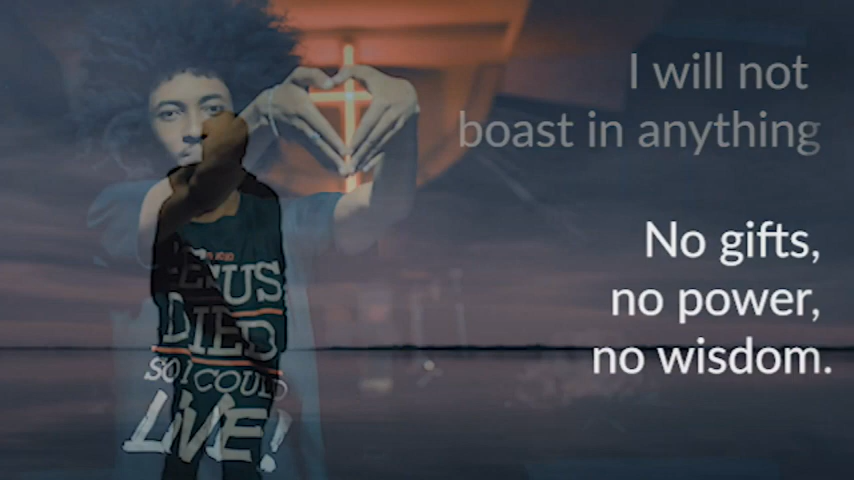 I will not
boast in anything
No gifts,
no power,
no wisdom.
JESUS
DIED
SO I COULD
LIVE!